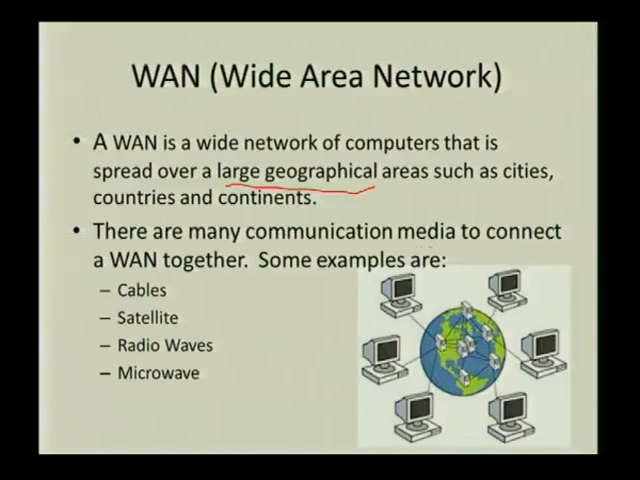 WAN (Wide Area Network)
• A WAN is a wide network of computers that is
spread over a large geographical areas such as cities,
countries and continents.
• There are many communication media to connect
a WAN together. Some examples are:
– Cables
– Satellite
– Radio Waves
– Microwave